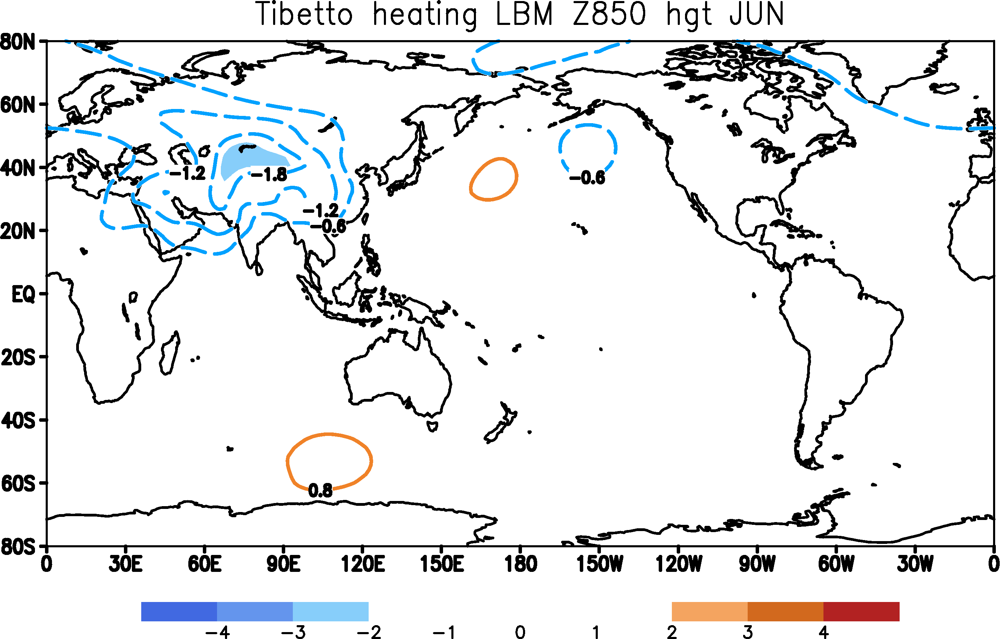 Tibetto heating LBM Z850 hgt JUN
80N
60N
40N
20N
EQ
20S
40S
60S
80S
-1.2
-1.8
-0.6
-1.2
-0.6
0.8
0 30E 60E 90E 120E 150E 180 150W 120W 90W 60W 30W 0
-4 -3 -2 -1 0 1 2 3 4